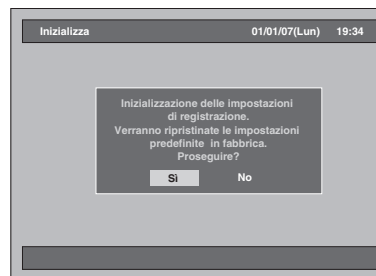 Inizializza 01/01/07(Lun) 19:34
Inizializzazione delle impostazioni
di registrazione.
Verranno ripristinate le impostazioni
predefinite in fabbrica.
Proseguire?
Sì No